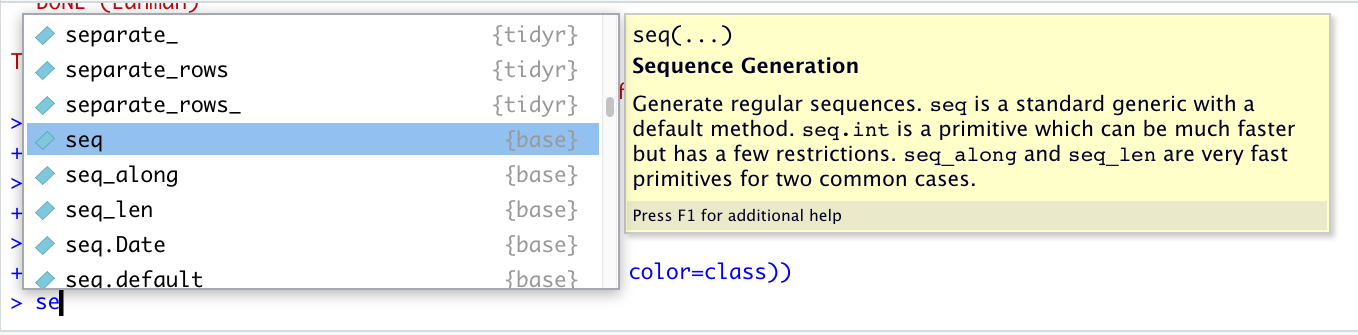 DONE (Lahman)
T
separate_ {tidyr}
separate_rows {tidyr}
separate_rows_ {tidyr}
seq {base}
seq_along {base}
seq_len {base}
seq.Date {base}
seq.default {base}
seq(...)
Sequence Generation
Generate regular sequences. seq is a standard generic with a
default method. seq.int is a primitive which can be much faster
but has a few restrictions. seq_along and seq_len are very fast
primitives for two common cases.
Press F1 for additional help
>
+
>
+
>
+ color=class))
> se